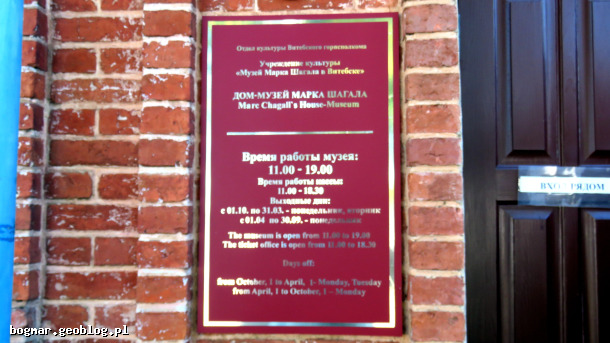 Отдел культуры Витебского горисполкома
Учреждение культуры
«Музей Марка Шагала в Витебске»
ДОМ-МУЗЕЙ МАРКА ШАГАЛА
Marc Chagall's House-Museum
Время работы музея:
11.00 - 19.00
Время работы кассы:
11.00 - 18.30
Выходные дни:
с 01.10. по 31.03. - понедельник, вторник
с 01.04 по 30.09. - понедельник
The museum is open from 11.00 to 19.00
The ticket office is open from 11.00 to 18.30
Days off:
from October, 1 to April, 1- Monday, Tuesday
from April, 1 to October, 1 – Monday
ВХОД РЯДОМ
bogmar.geoblog.pl